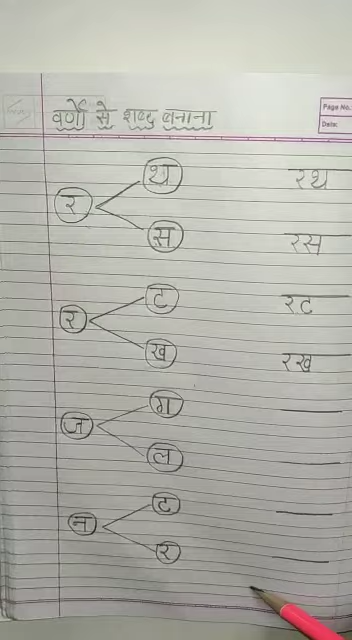 वर्णों से शब्द बनाना
Page No.
Date:
थ रथ
र
स रस
ट रट
र
ख रख
ग
ज
ल
ट
न
र